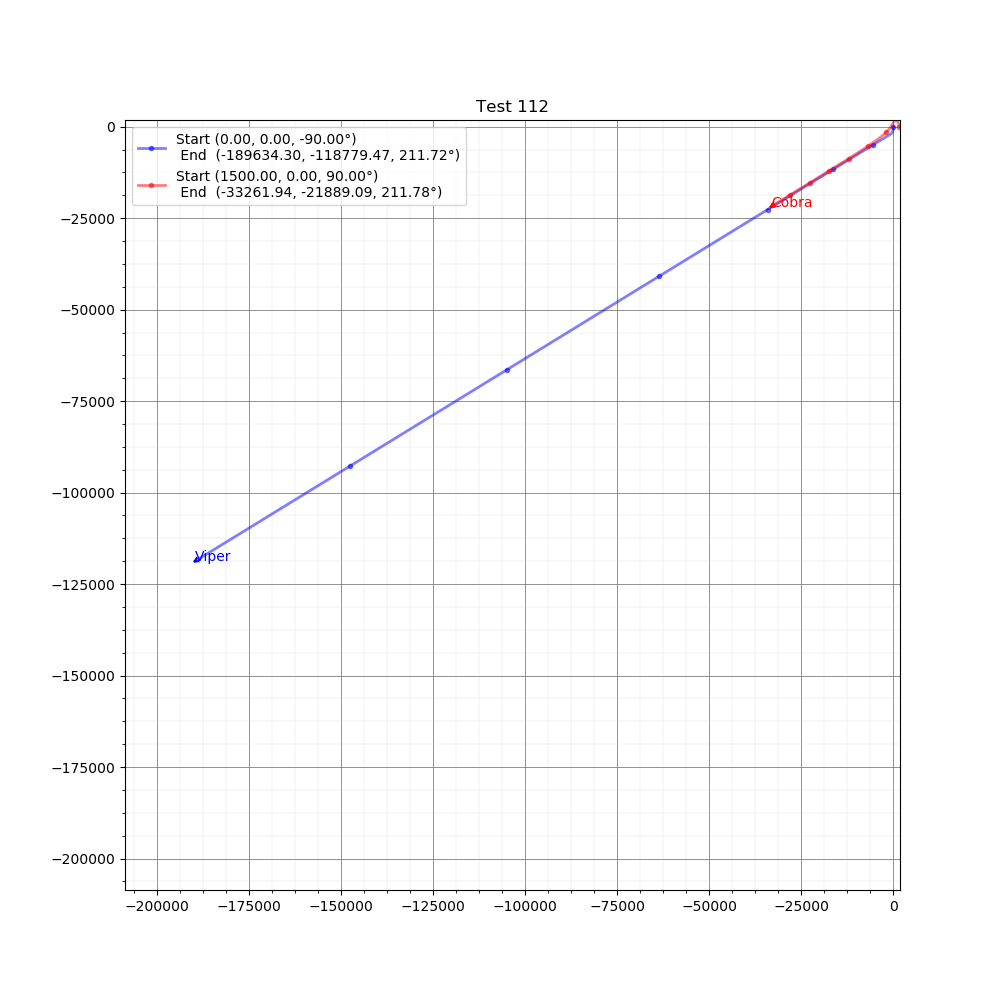 Test 112
Start (0.00, 0.00, -90.00°)
End (-189634.30, -118779.47, 211.72°)
Start (1500.00, 0.00, 90.00°)
End (-33261.94, -21889.09, 211.78°)
0
−25000
−50000
−75000
−100000
−125000
−150000
−175000
−200000
Cobra
Viper
−200000
−175000
−150000
−125000
−100000
−75000
−50000
−25000
0